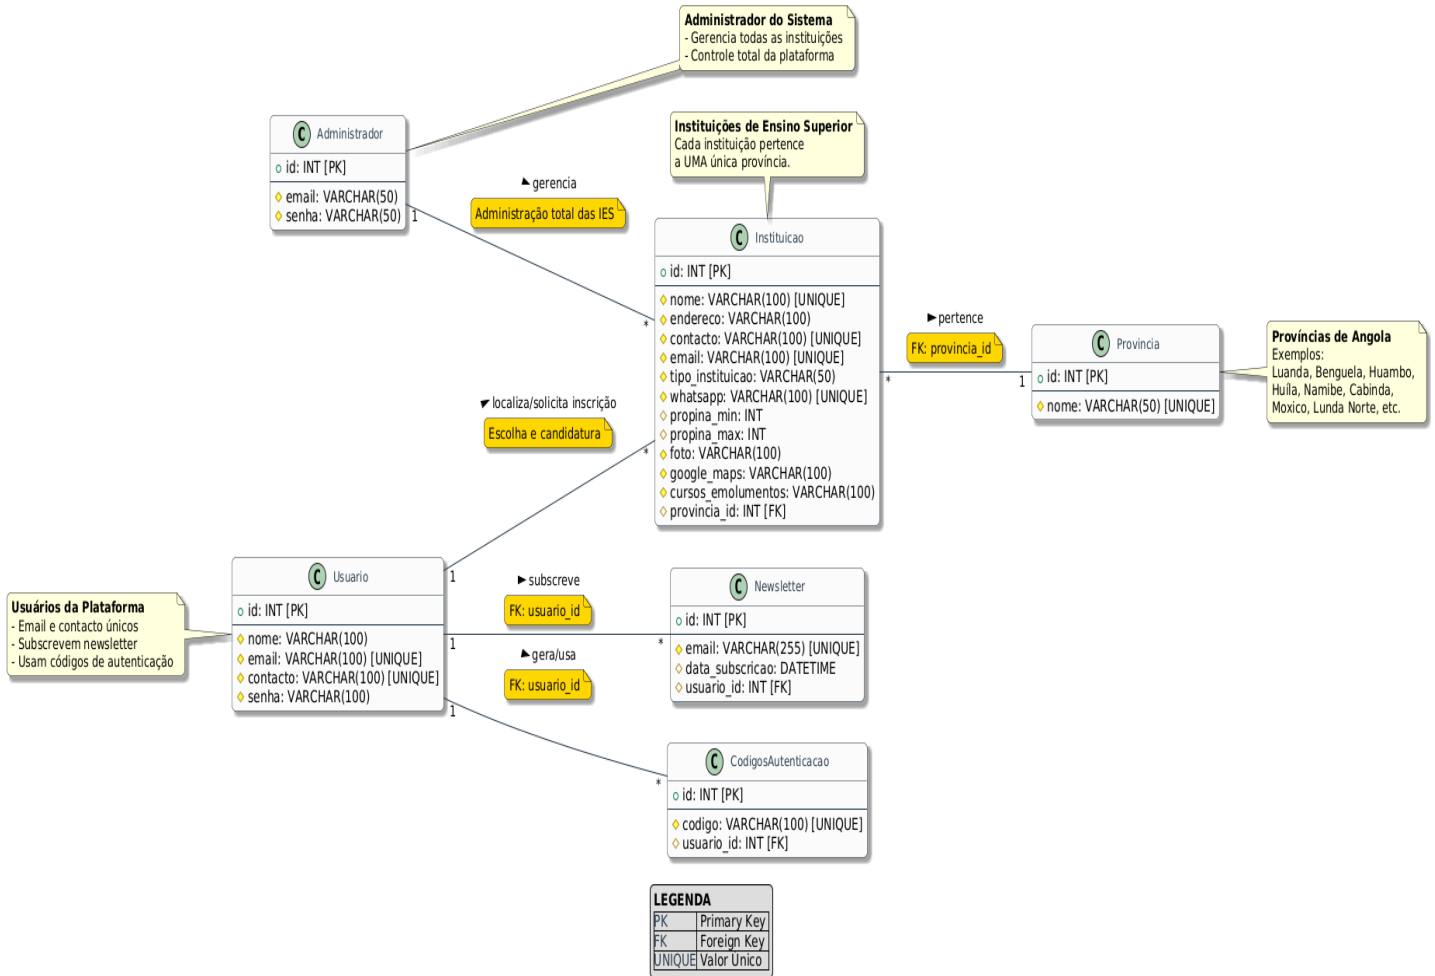 Administrador do Sistema
- Gerencia todas as instituições
- Controle total da plataforma
C Administrador
id: INT [PK]
email: VARCHAR(50)
senha: VARCHAR(50)
1
gerencia
Administração total das IES
*
Instituições de Ensino Superior
Cada instituição pertence
a UMA única província.
C Instituicao
id: INT [PK]
nome: VARCHAR(100) [UNIQUE]
endereco: VARCHAR(100)
contacto: VARCHAR(100) [UNIQUE]
email: VARCHAR(100) [UNIQUE]
tipo_instituicao: VARCHAR(50)
whatsapp: VARCHAR(100) [UNIQUE]
propina_min: INT
propina_max: INT
foto: VARCHAR(100)
google_maps: VARCHAR(100)
cursos_emolumentos: VARCHAR(100)
provincia_id: INT [FK]
pertence
FK: provincia_id
*
1
C Provincia
id: INT [PK]
nome: VARCHAR(50) [UNIQUE]
Províncias de Angola
Exemplos:
Luanda, Benguela, Huambo,
Huíla, Namibe, Cabinda,
Moxico, Lunda Norte, etc.
localiza/solicita inscrição
Escolha e candidatura
*
1
Usuários da Plataforma
- Email e contacto únicos
- Subscrevem newsletter
- Usam códigos de autenticação
C Usuario
id: INT [PK]
nome: VARCHAR(100)
email: VARCHAR(100) [UNIQUE]
contacto: VARCHAR(100) [UNIQUE]
senha: VARCHAR(100)
subscreve
FK: usuario_id
1
*
C Newsletter
id: INT [PK]
email: VARCHAR(255) [UNIQUE]
data_subscricao: DATETIME
usuario_id: INT [FK]
gera/usa
FK: usuario_id
1
*
C CodigosAutenticacao
id: INT [PK]
codigo: VARCHAR(100) [UNIQUE]
usuario_id: INT [FK]
LEGENDA
PK Primary Key
FK Foreign Key
UNIQUE Valor Único